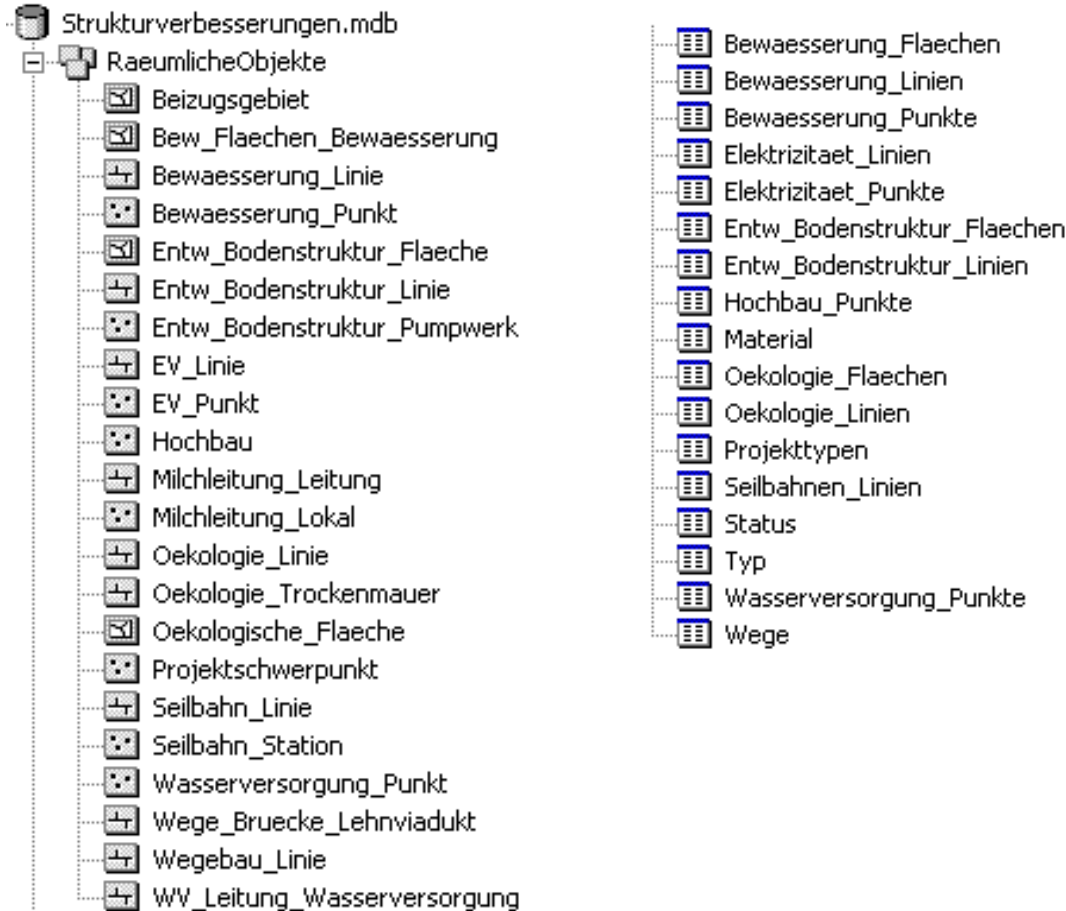 Strukturverbesserungen.mdb
RaeumlicheObjekte
Beizugsgebiet
Bew_Flaechen_Bewaesserung
Bewaesserung_Linie
Bewaesserung_Punkt
Entw_Bodenstruktur_Flaeche
Entw_Bodenstruktur_Linie
Entw_Bodenstruktur_Pumpwerk
EV_Linie
EV_Punkt
Hochbau
Milchleitung_Leitung
Milchleitung_Lokal
Oekologie_Linie
Oekologie_Trockenmauer
Oekologische_Flaeche
Projektschwerpunkt
Seilbahn_Linie
Seilbahn_Station
Wasserversorgung_Punkt
Wege_Bruecke_Lehnviadukt
Wegebau_Linie
WV_Leitung_Wasserversorgung
Bewaesserung_Flaechen
Bewaesserung_Linien
Bewaesserung_Punkte
Elektrizitaet_Linien
Elektrizitaet_Punkte
Entw_Bodenstruktur_Flaechen
Entw_Bodenstruktur_Linien
Hochbau_Punkte
Material
Oekologie_Flaechen
Oekologie_Linien
Projekttypen
Seilbahnen_Linien
Status
Typ
Wasserversorgung_Punkte
Wege